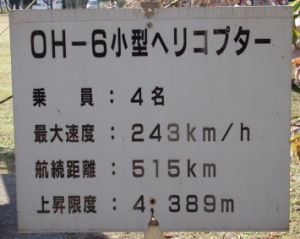 OH-6小型ヘリコプター
乗員：4名
最大速度：243km/h
航続距離：515km
上昇限度：4,389m